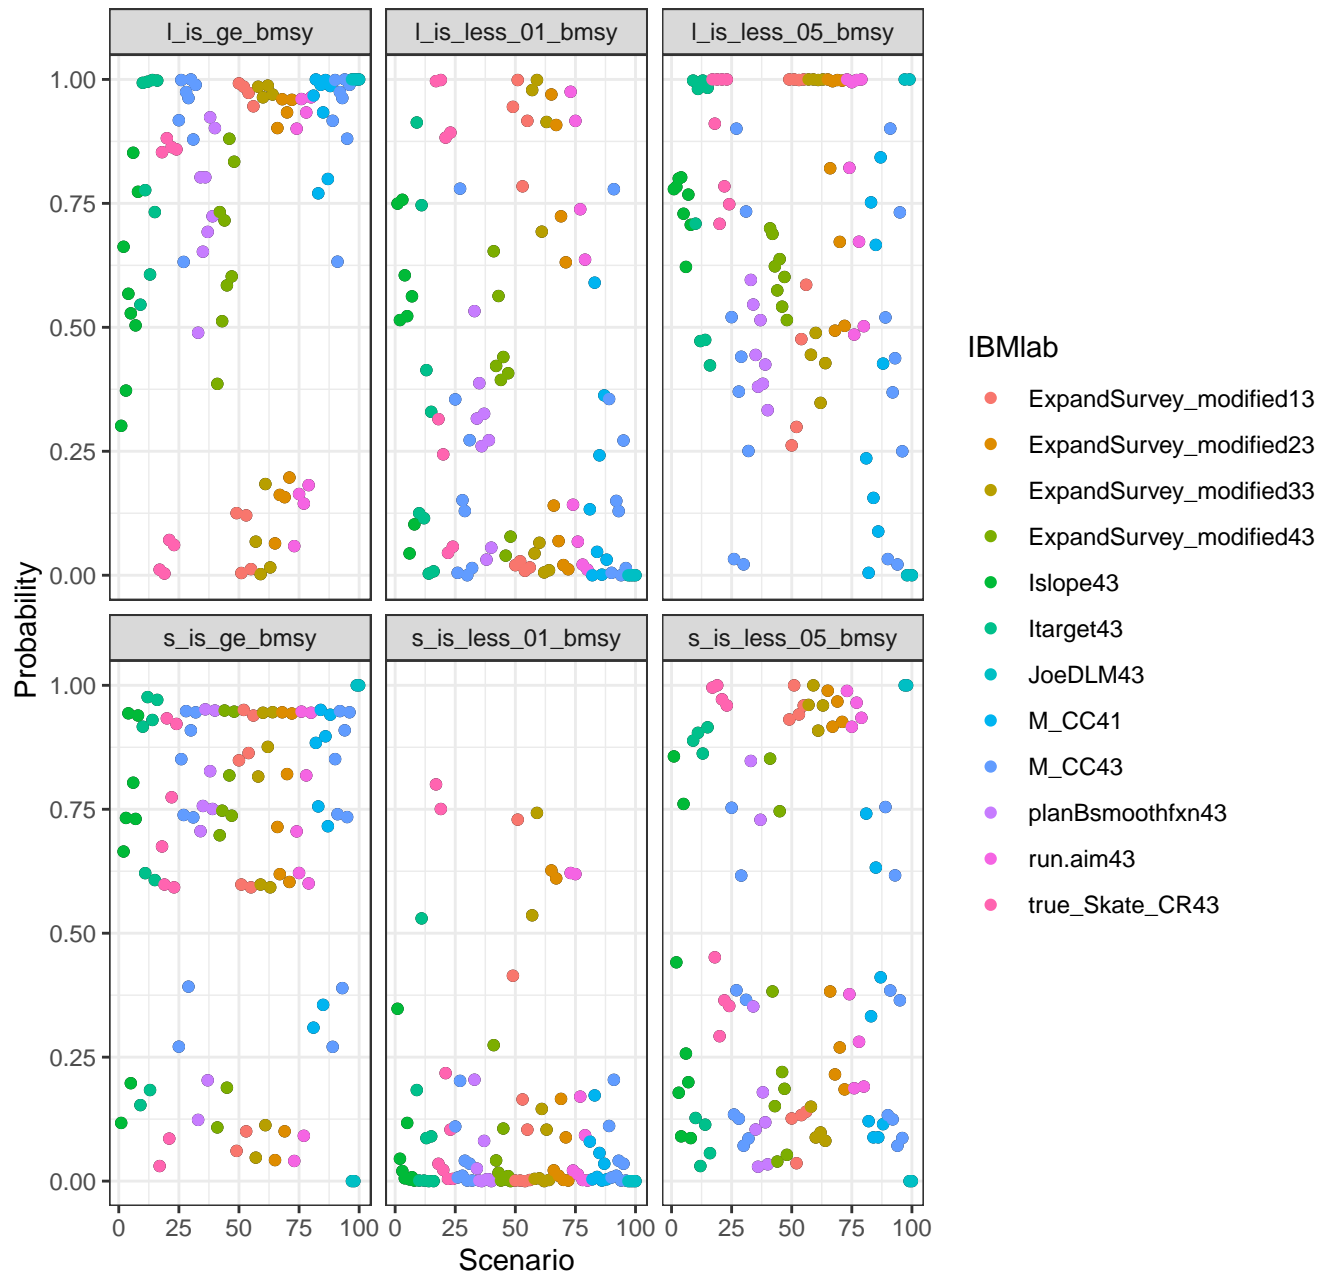 l_is_ge_bmsy
l_is_less_01_bmsy
l_is_less_05_bmsy
1.00
0.75
0.50
0.25
0.00
s_is_ge_bmsy
s_is_less_01_bmsy
s_is_less_05_bmsy
1.00
0.75
0.50
0.25
0.00
0 25 50 75 100
0 25 50 75 100
0 25 50 75 100
Scenario
Probability
IBMlab
ExpandSurvey_modified13
ExpandSurvey_modified23
ExpandSurvey_modified33
ExpandSurvey_modified43
Islope43
Itarget43
JoeDLM43
M_CC41
M_CC43
planBsmoothfxn43
run.aim43
true_Skate_CR43